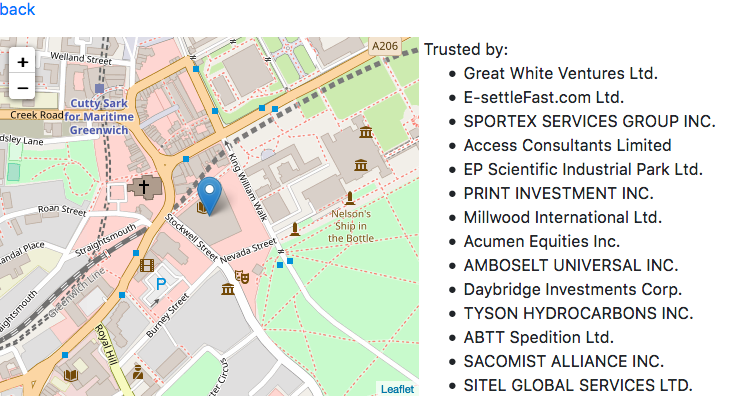 back
+
−
Welland Street
A206
Cutty Sark
for Maritime
Greenwich
Creek Road
dsley Lane
King William Walk
Roan Street
Stockwell Street
Nelson's
Ship in
the Bottle
Straightsmouth
andal Place
Nevada Street
Greenwich Line
P
aightsmouth
Burney Street
Royal Hill
ter Circus
Leaflet
Trusted by:
Great White Ventures Ltd.
E-settleFast.com Ltd.
SPORTEX SERVICES GROUP INC.
Access Consultants Limited
EP Scientific Industrial Park Ltd.
PRINT INVESTMENT INC.
Millwood International Ltd.
Acumen Equities Inc.
AMBOSELT UNIVERSAL INC.
Daybridge Investments Corp.
TYSON HYDROCARBONS INC.
ABTT Spedition Ltd.
SACOMIST ALLIANCE INC.
SITEL GLOBAL SERVICES LTD.